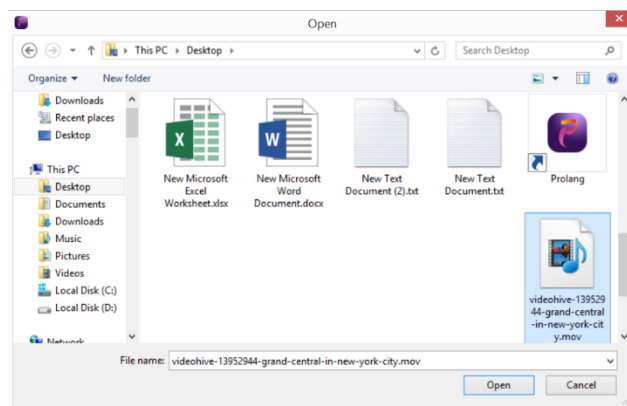 Open
This PC
Desktop
Search Desktop
Organize
New folder
Downloads
Recent places
Desktop
This PC
Desktop
Documents
Downloads
Music
Pictures
Videos
Local Disk (C:)
Local Disk (D:)
Network
New Microsoft
Excel
Worksheet.xlsx
New Microsoft
Word
Document.docx
New Text
Document (2).txt
New Text
Document.txt
Prolang
videohive-139529
44-grand-central
-in-new-york-cit
y.mov
File name:
videohive-13952944-grand-central-in-new-york-city.mov
Open
Cancel